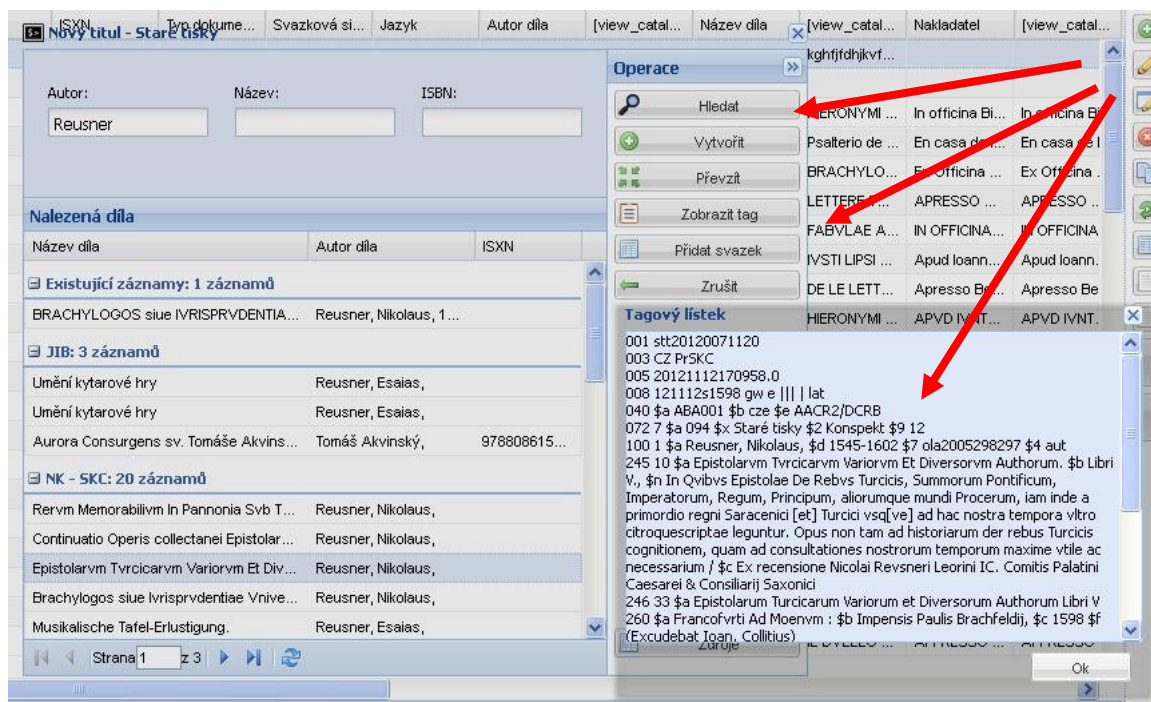 ISXN Typ dokume... Svazková si... Jazyk Autor díla [view_catal... Název díla [view_catal... Nakladatel [view_catal...
Nový titul - Staré tisky
kghfjfdhjkvf...
Autor: Název: ISBN:
Reusner
Operace
Hledat
Vytvořit
Převzít
Zobrazit tag
Přidat svazek
Zrušit
HIERONYMI ... In officina Bi... In officina Bi
Psalterio de ... En casa de l... En casa de l
BRACHYLO... Ex Officina ... Ex Officina .
LETTERE ... APRESSO ... APRESSO ..
FABVLAE A... IN OFFICINA... IN OFFICINA
IVSTI LIPSI ... Apud Ioann... Apud Ioann.
DE LE LETT... Apresso Be... Apresso Be
HIERONYMI ... APVD IVNT... APVD IVNT.
Nalezená díla
Název díla Autor díla ISXN
Existující záznamy: 1 záznamů
BRACHYLOGOS siue IVRISPRVDENTIA... Reusner, Nikolaus, 1...
JIB: 3 záznamů
Umění kytarové hry Reusner, Esaias,
Umění kytarové hry Reusner, Esaias,
Aurora Consurgens sv. Tomáše Akvins... Tomáš Akvinský, 978808615...
NK - SKC: 20 záznamů
Rervm Memorabilivm In Pannonia Svb T... Reusner, Nikolaus,
Continuatio Operis collectanei Epistolar... Reusner, Nikolaus,
Epistolarvm Tvrcicarvm Variorvm Et Div... Reusner, Nikolaus,
Brachylogos siue Ivrisprvdentiae Vnive... Reusner, Nikolaus,
Musikalische Tafel-Erlustigung. Reusner, Esaias,
Strana 1 z 3
Tagový lístek
001 stt20120071120
003 CZ PrSKC
005 20121112170958.0
008 121112s1598 gw e ||| | lat
040 $a ABA001 $b cze $e AACR2/DCRB
072 7 $a 094 $x Staré tisky $2 Konspekt $9 12
100 1 $a Reusner, Nikolaus, $d 1545-1602 $7 ola2005298297 $4 aut
245 10 $a Epistolarvm Tvrcicarvm Variorvm Et Diversorvm Authorum. $b Libri
V., $n In Qvibvs Epistolae De Rebvs Turcicis, Summorum Pontificum,
Imperatorum, Regum, Principum, aliorumque mundi Procerum, iam inde a
primordio regni Saracenici [et] Turcici vsq[ve] ad hac nostra tempora vltro
citroquescriptae leguntur. Opus non tam ad historiarum der rebus Turcicis
cognitionem, quam ad consultationes nostrorum temporum maxime vtile ac
necessarium / $c Ex recensione Nicolai Revsneri Leorini IC. Comitis Palatini
Caesarei & Consiliarij Saxonici
246 33 $a Epistolarum Turcicarum Variorum et Diversorum Authorum Libri V
260 $a Francofvrti Ad Moenvm : $b Impensis Paulis Brachfeldij, $c 1598 $f
(Excudebat Ioan. Collitius)
Zdroje
Ok